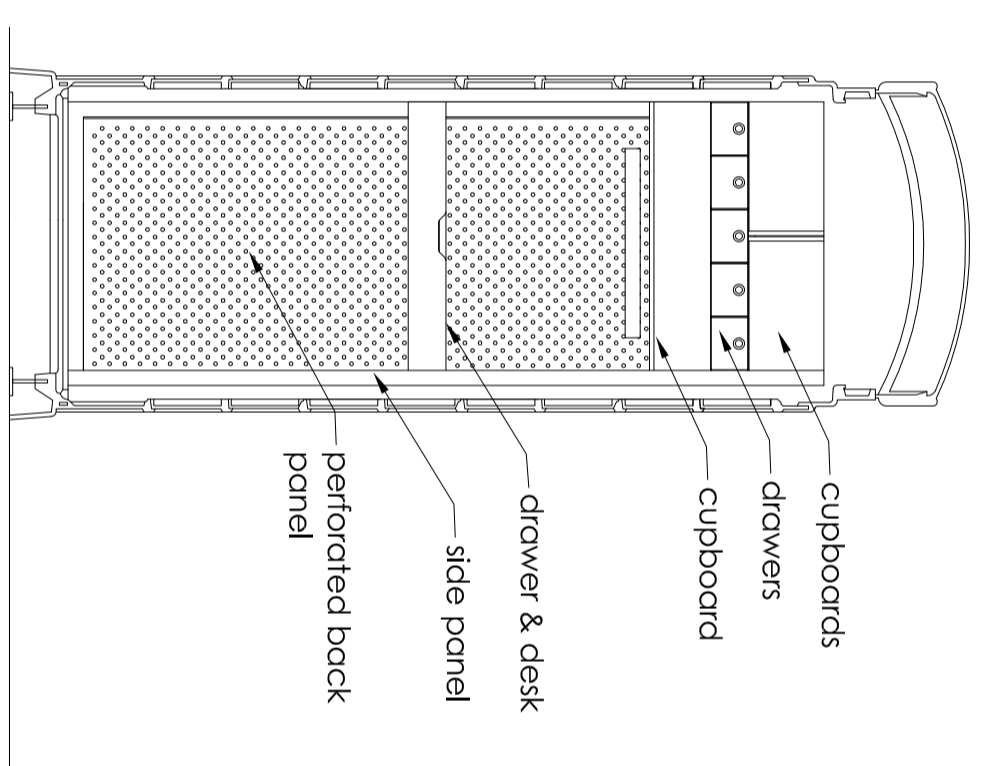 cupboards
drawers
cupboard
drawer & desk
side panel
perforated back
panel